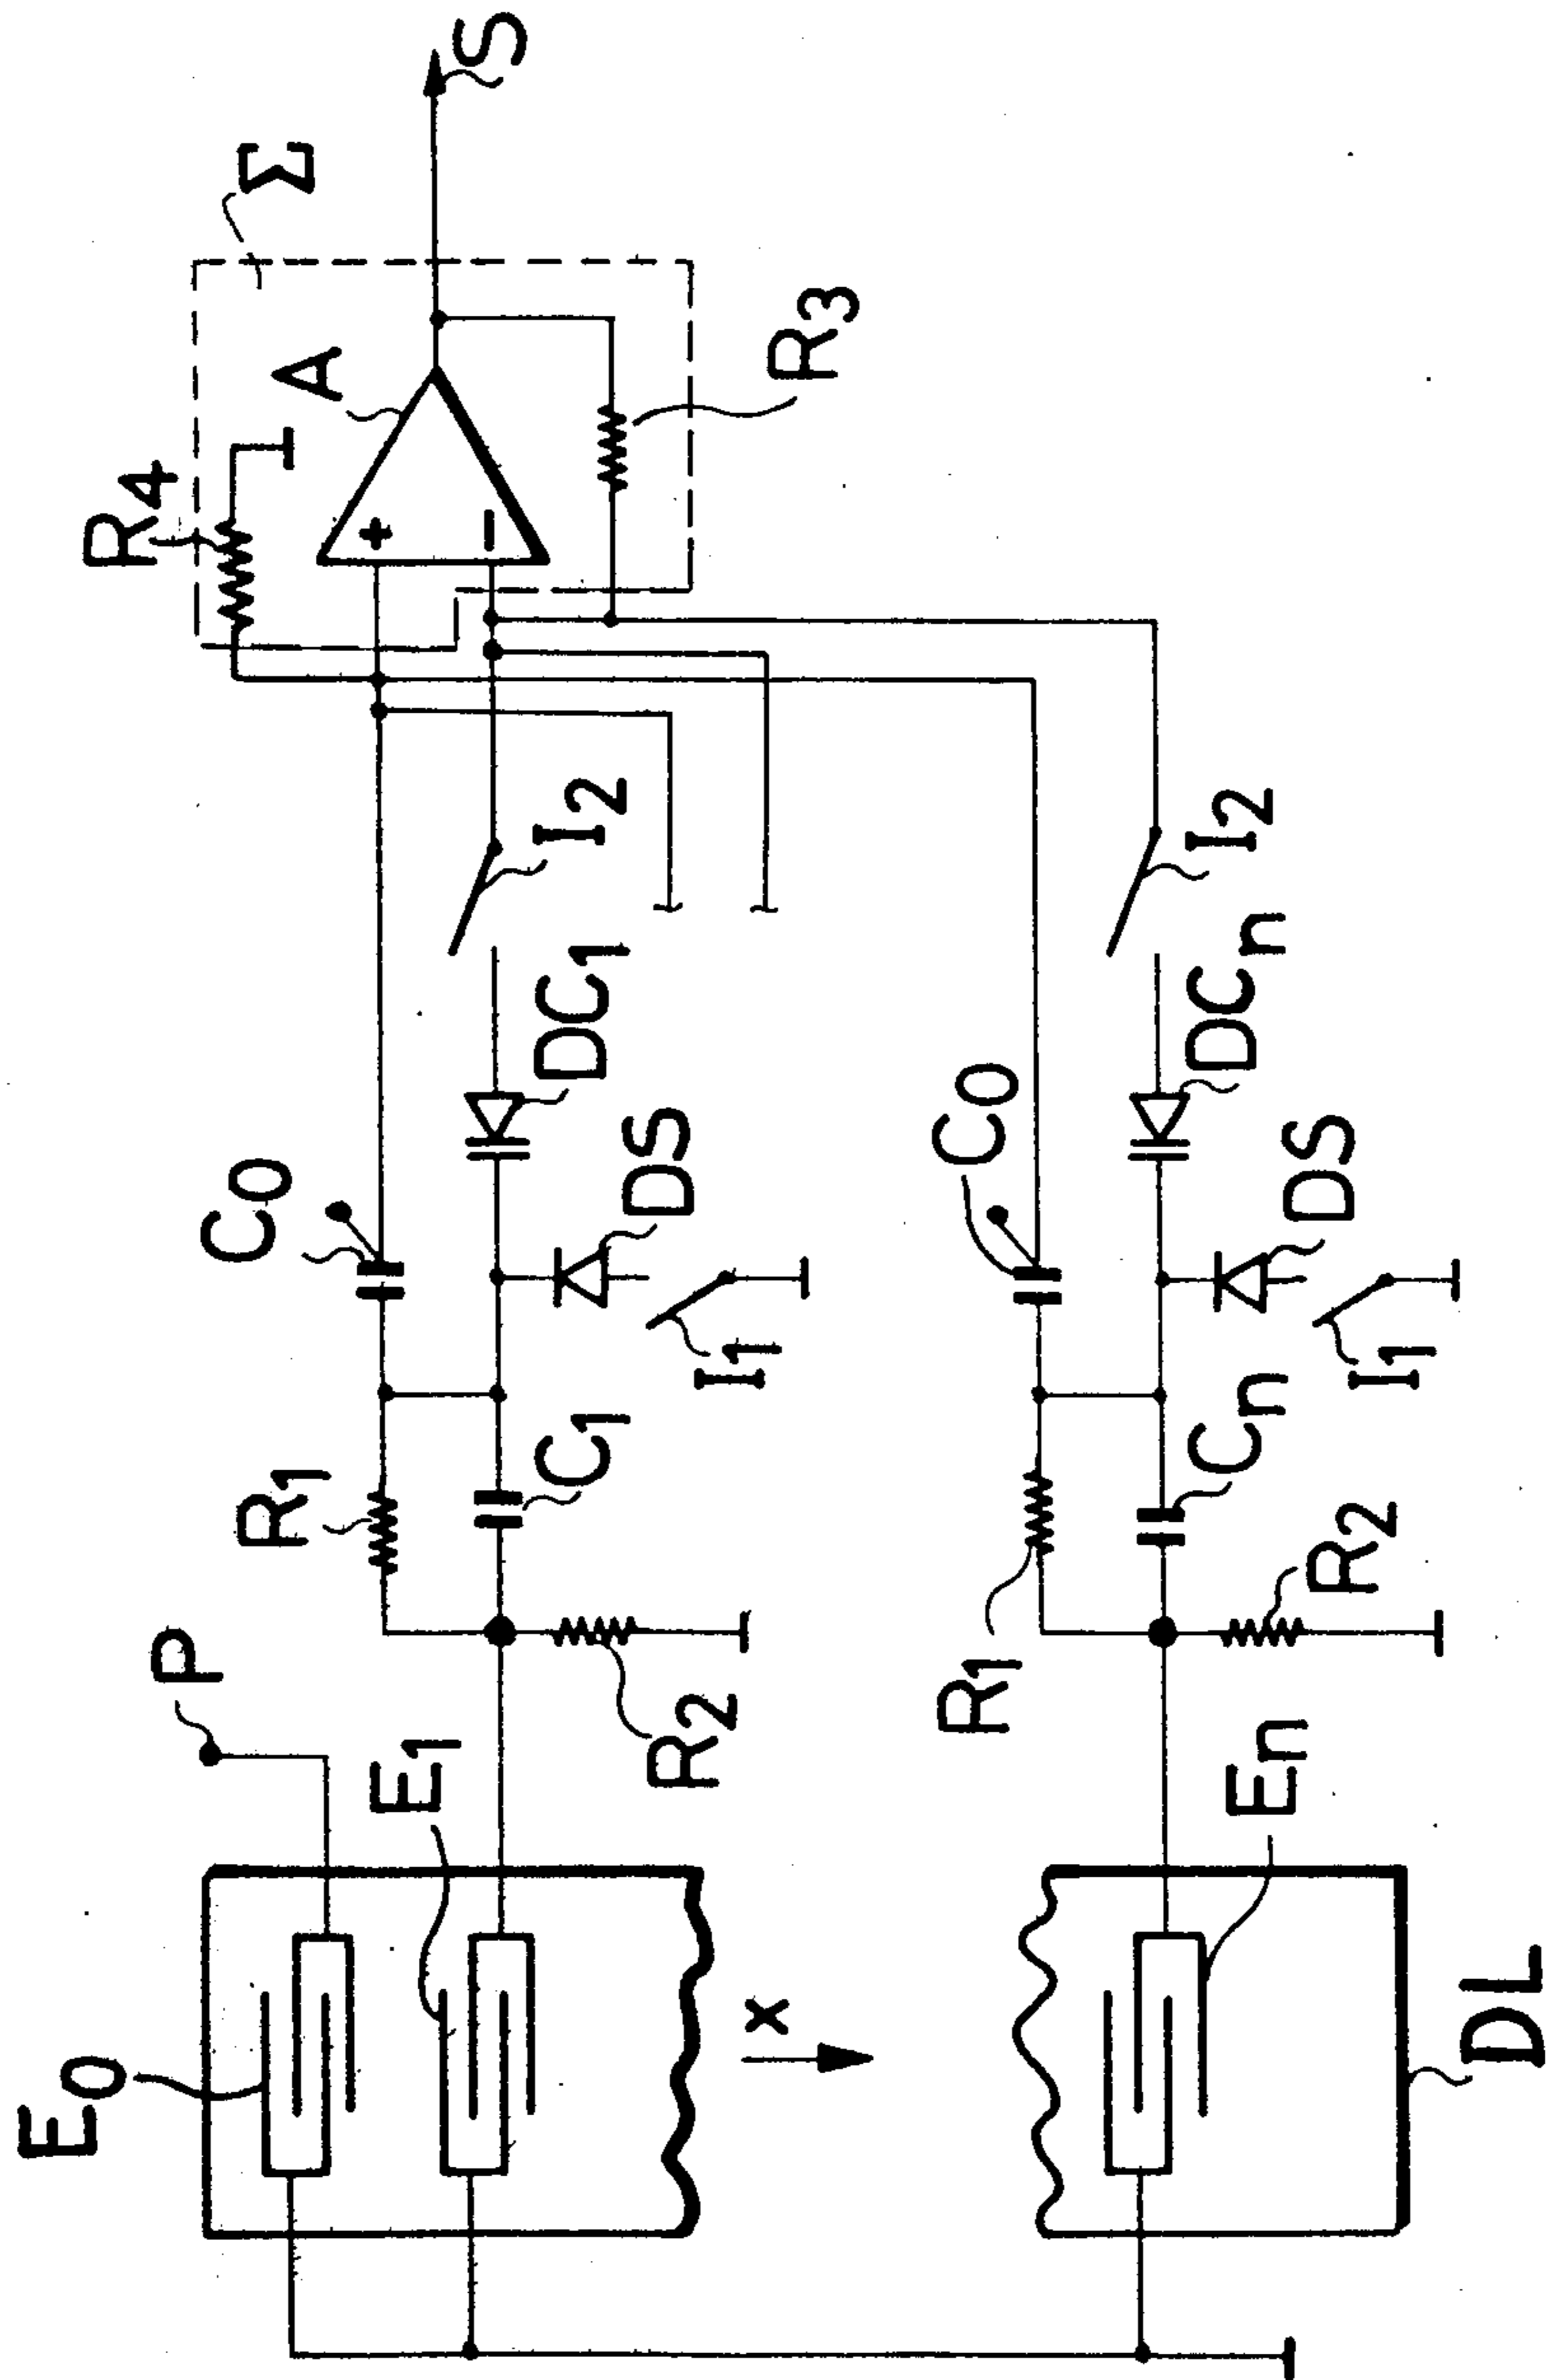 E0
P
E1
R2
R1
C1
C0
DS
I1
DC1
I2
R4
A
+
−
R3
Σ
S
x
DL
En
R2
R1
Cn
C0
DS
I1
DCn
I2